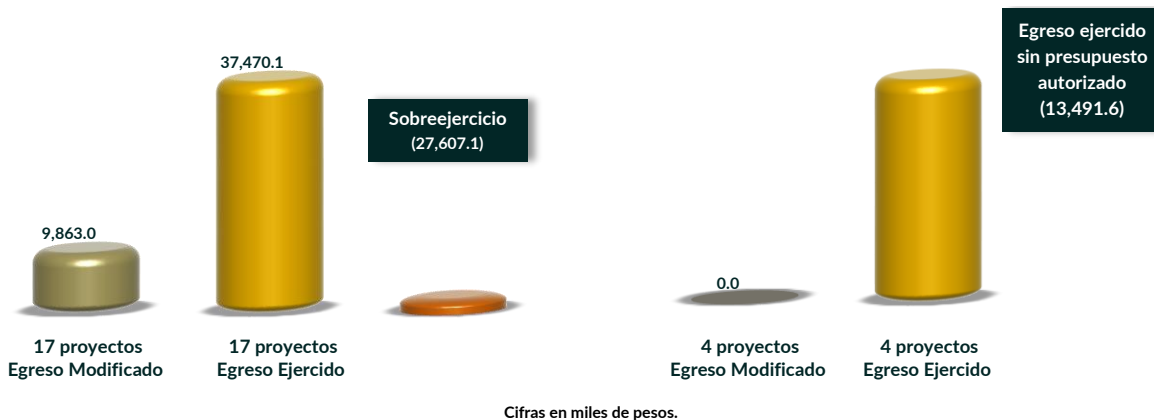 37,470.1
Sobreejercicio
(27,607.1)
9,863.0
17 proyectos
Egreso Modificado
17 proyectos
Egreso Ejercido
Egreso ejercido
sin presupuesto
autorizado
(13,491.6)
0.0
4 proyectos
Egreso Modificado
4 proyectos
Egreso Ejercido
Cifras en miles de pesos.